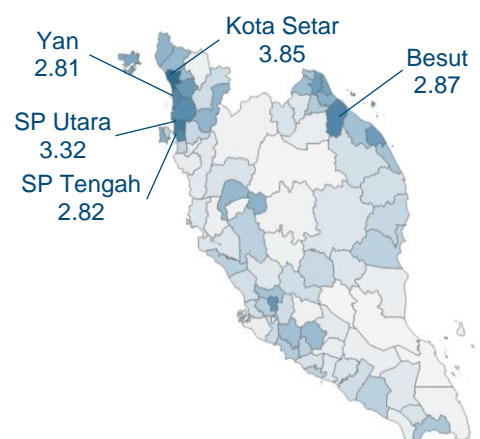 Kota Setar
3.85
Yan
2.81
Besut
2.87
SP Utara
3.32
SP Tengah
2.82